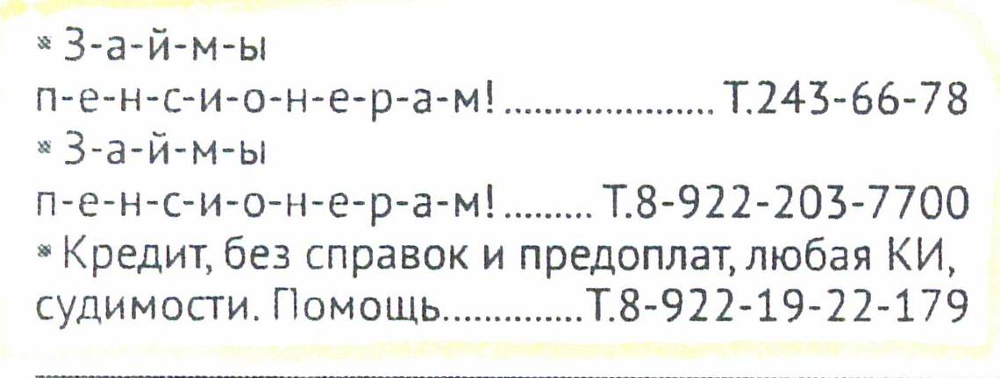 * З-а-й-м-ы
п-е-н-с-и-о-н-е-р-а-м!...................... Т.243-66-78
* З-а-й-м-ы
п-е-н-с-и-о-н-е-р-а-м!......... Т.8-922-203-7700
* Кредит, без справок и предоплат, любая КИ,
судимости. Помощь..............Т.8-922-19-22-179